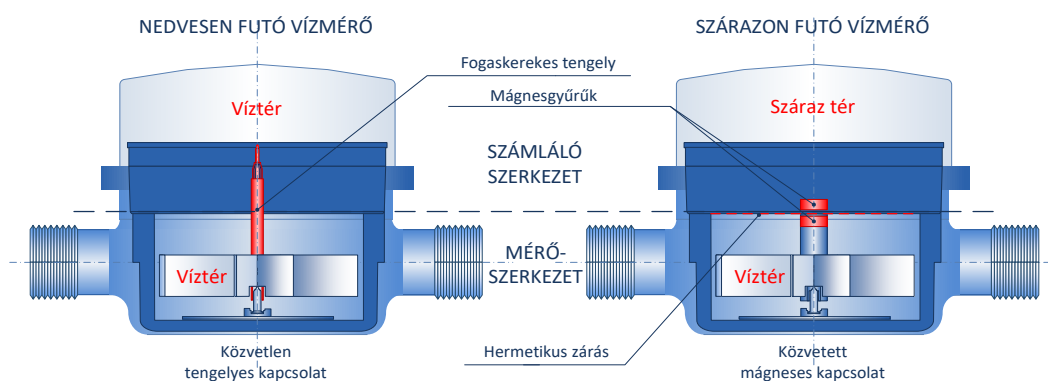 NEDVESEN FUTÓ VÍZMÉRŐ
SZÁRAZON FUTÓ VÍZMÉRŐ
Fogaskerekes tengely
Mágnesgyűrűk
Víztér
Száraz tér
SZÁMLÁLÓ
SZERKEZET
MÉRŐ-
SZERKEZET
Víztér
Víztér
Közvetlen
tengelyes kapcsolat
Hermetikus zárás
Közvetett
mágneses kapcsolat